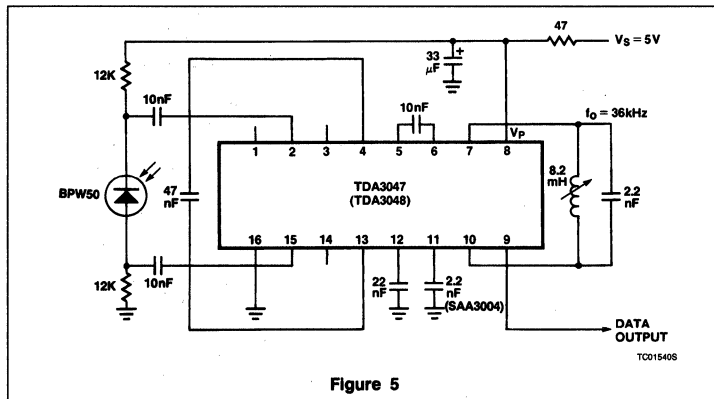 47
V_S = 5V
33
μF
+
12K
10nF
10nF
f_O = 36kHz
V_P
1 2 3 4 5 6 7 8
BPW50
47
nF
TDA3047
(TDA3048)
8.2
mH
2.2
nF
16 15 14 13 12 11 10 9
12K
10nF
22
nF
2.2
nF
(SAA3004)
DATA
OUTPUT
TC01540S
Figure 5